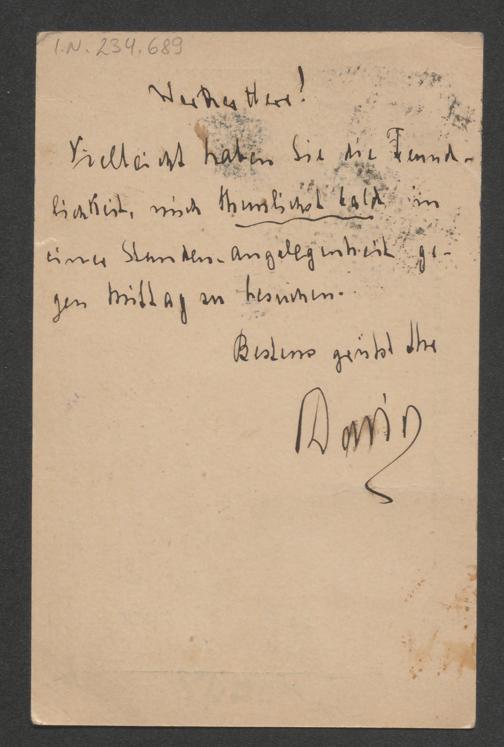 I.N. 234.689
Werther Herr!
Vielleicht haben Sie die Freund-
lichkeit, mich thunlichst bald in
einer Stunden-angelegenheit ge-
gen Mittag zu besuchen.
Bestens grüßt Ihr